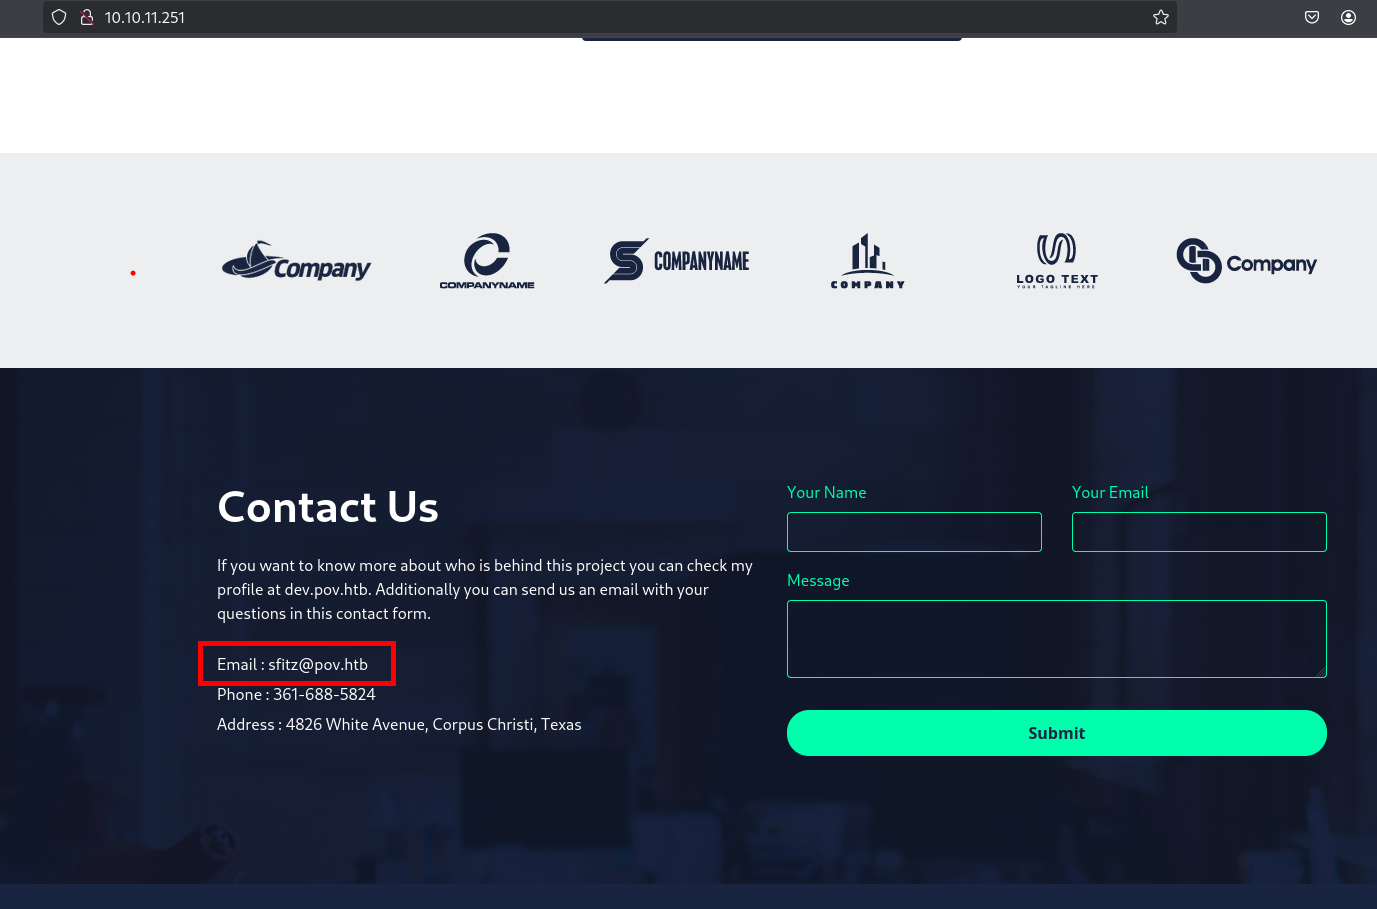 10.10.11.251
Company
COMPANYNAME
COMPANYNAME
COMPANY
LOGO TEXT
YOUR TAGLINE HERE
Company
Contact Us
If you want to know more about who is behind this project you can check my
profile at dev.pov.htb. Additionally you can send us an email with your
questions in this contact form.
Email : sfitz@pov.htb
Phone : 361-688-5824
Address : 4826 White Avenue, Corpus Christi, Texas
Your Name
Your Email
Message
Submit